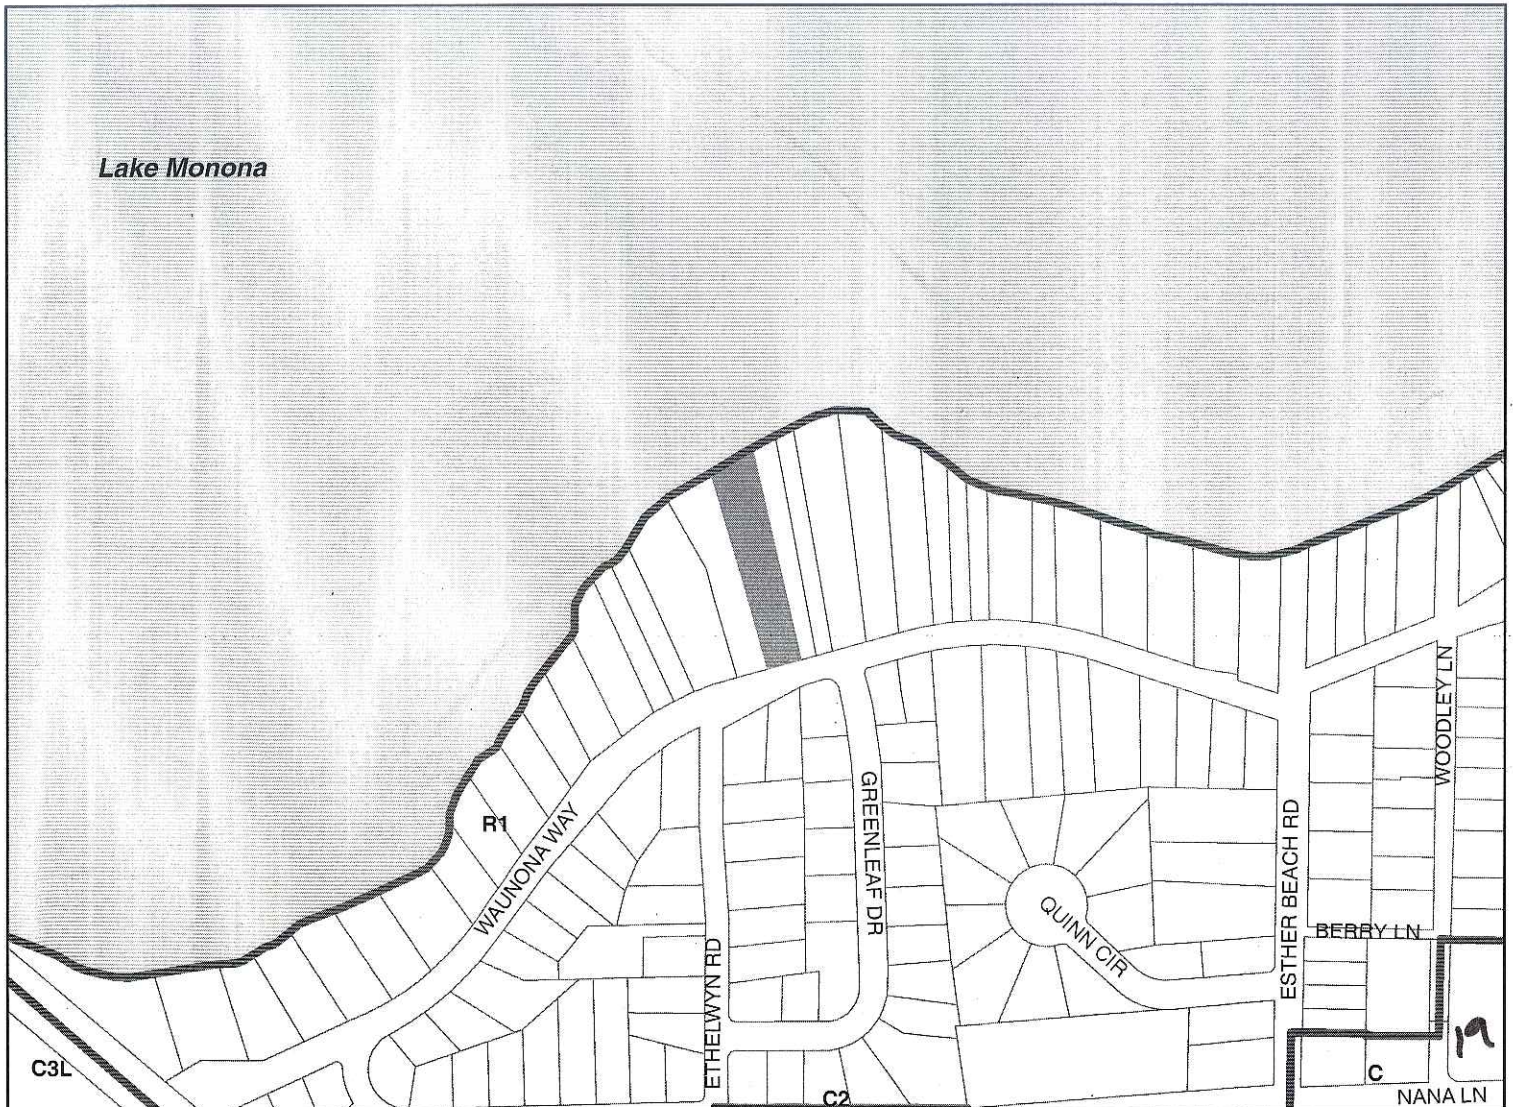 Lake Monona
R1
WAUNONA WAY
GREENLEAF DR
ETHELWYN RD
QUINN CIR
ESTHER BEACH RD
WOODLEY LN
BERRY LN
19
C3L
C2
C
NANA LN